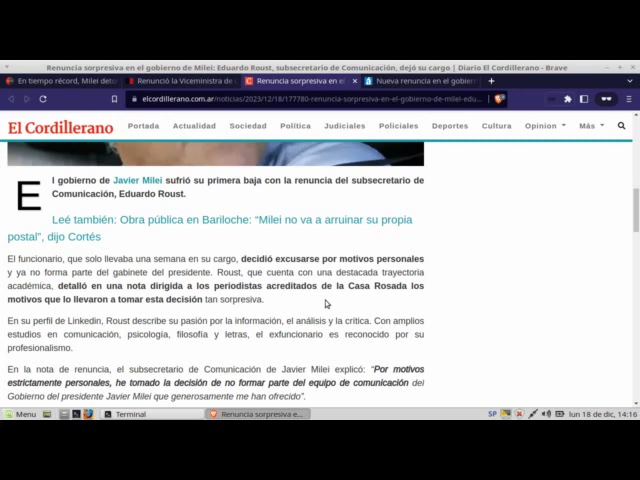 Renuncia sorpresiva en el gobierno de Milei: Eduardo Roust, subsecretario de Comunicación, dejó su cargo | Diario El Cordillerano - Brave
En tiempo récord, Milei deto
Renunció la Viceministra de
Renuncia sorpresiva en el
Nueva renuncia en el gobiern
elcordillerano.com.ar/noticias/2023/12/18/177780-renuncia-sorpresiva-en-el-gobierno-de-milei-edu...
El Cordillerano
Portada Actualidad Sociedad Política Judiciales Policiales Deportes Cultura Opinion Más
El gobierno de Javier Milei sufrió su primera baja con la renuncia del subsecretario de
Comunicación, Eduardo Roust.
Leé también: Obra pública en Bariloche: “Milei no va a arruinar su propia
postal”, dijo Cortés
El funcionario, que solo llevaba una semana en su cargo, decidió excusarse por motivos personales
y ya no forma parte del gabinete del presidente. Roust, que cuenta con una destacada trayectoria
académica, detalló en una nota dirigida a los periodistas acreditados de la Casa Rosada los
motivos que lo llevaron a tomar esta decisión tan sorpresiva.
En su perfil de Linkedin, Roust describe su pasión por la información, el análisis y la crítica. Con amplios
estudios en comunicación, psicología, filosofía y letras, el exfuncionario es reconocido por su
profesionalismo.
En la nota de renuncia, el subsecretario de Comunicación de Javier Milei explicó: “Por motivos
estrictamente personales, he tomado la decisión de no formar parte del equipo de comunicación del
Gobierno del presidente Javier Milei que generosamente me han ofrecido”.
Menu
Terminal
Renuncia sorpresiva e...
SP
lun 18 de dic, 14:16